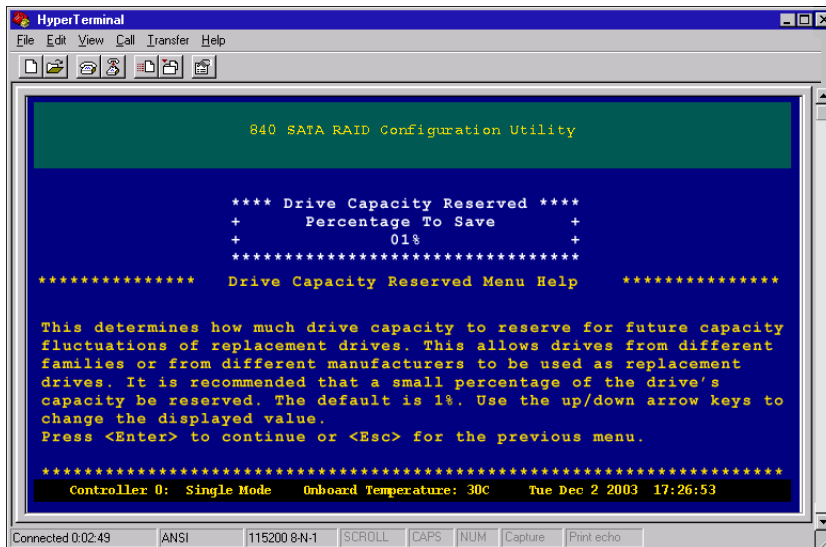 HyperTerminal
File Edit View Call Transfer Help
840 SATA RAID Configuration Utility
**** Drive Capacity Reserved ****
+ Percentage To Save +
+ 01% +
*********************************
*************** Drive Capacity Reserved Menu Help ***************
This determines how much drive capacity to reserve for future capacity
fluctuations of replacement drives. This allows drives from different
families or from different manufacturers to be used as replacement
drives. It is recommended that a small percentage of the drive's
capacity be reserved. The default is 1%. Use the up/down arrow keys to
change the displayed value.
Press <Enter> to continue or <Esc> for the previous menu.
***********************************************************************
Controller 0: Single Mode Onboard Temperature: 30C Tue Dec 2 2003 17:26:53
Connected 0:02:49 ANSI 115200 8-N-1 SCROLL CAPS NUM Capture Print echo